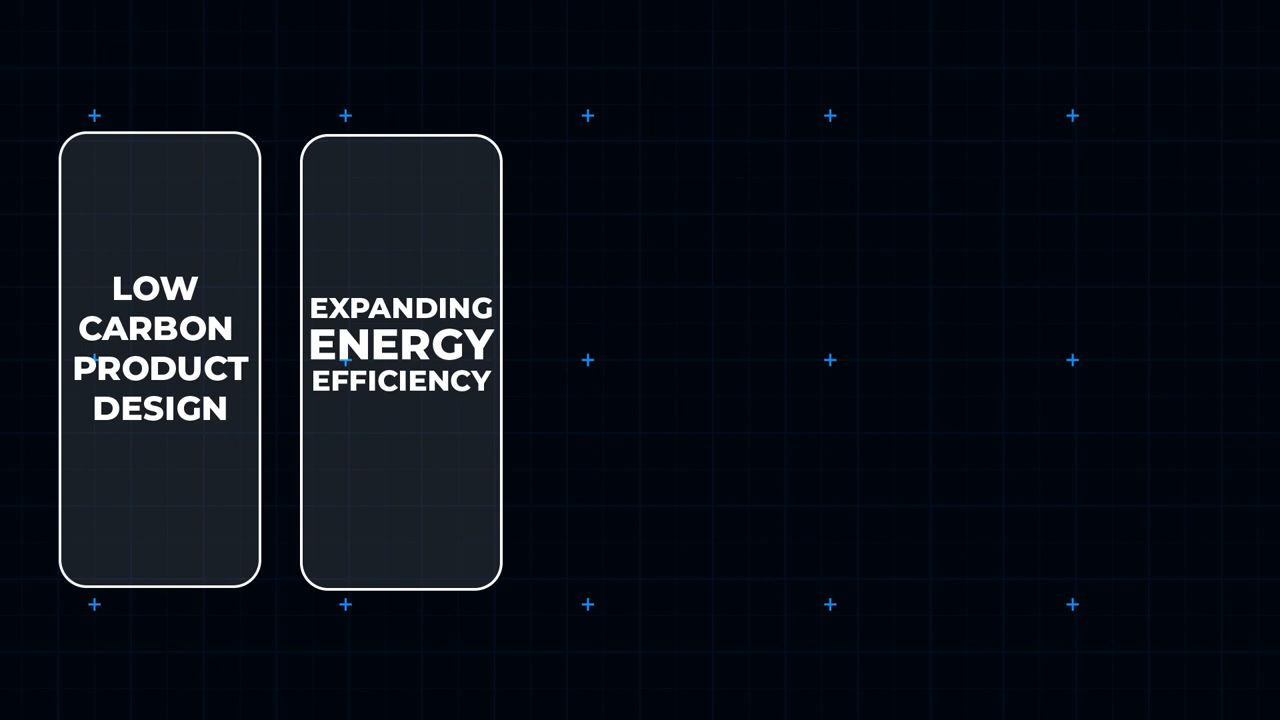 LOW
CARBON
PRODUCT
DESIGN
EXPANDING
ENERGY
EFFICIENCY